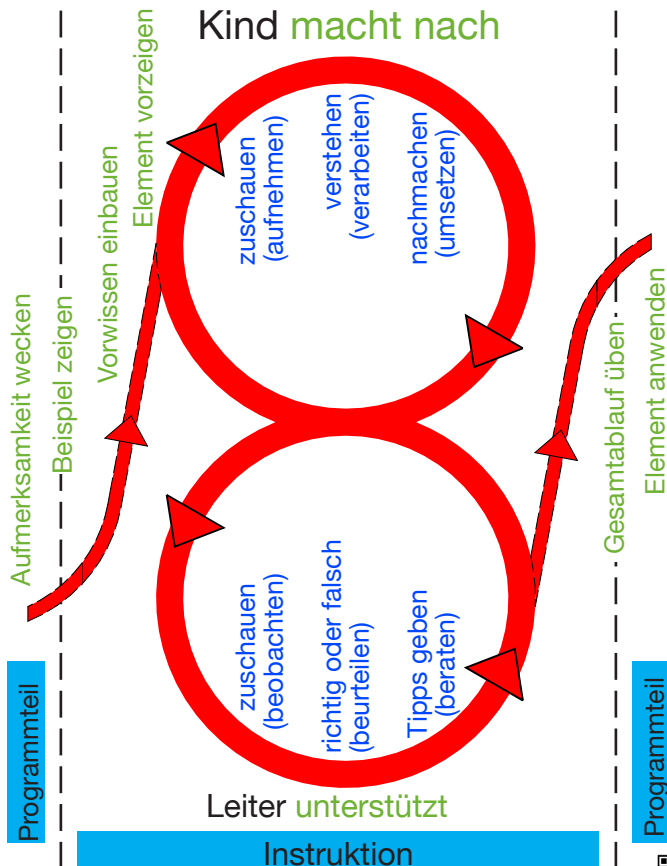 Kind macht nach
Aufmerksamkeit wecken
Beispiel zeigen
Vorwissen einbauen
Element vorzeigen
zuschauen
(aufnehmen)
verstehen
(verarbeiten)
nachmachen
(umsetzen)
zuschauen
(beobachten)
richtig oder falsch
(beurteilen)
Tipps geben
(beraten)
Gesamtablauf üben
Element anwenden
Leiter unterstützt
Programmteil
Instruktion
Programmteil